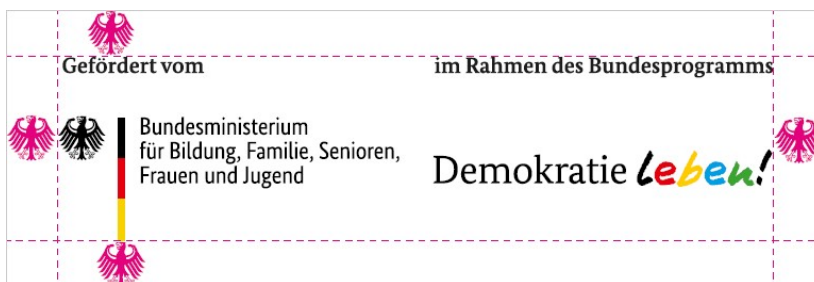 Gefördert vom
im Rahmen des Bundesprogramms
Bundesministerium
für Bildung, Familie, Senioren,
Frauen und Jugend
Demokratie leben!